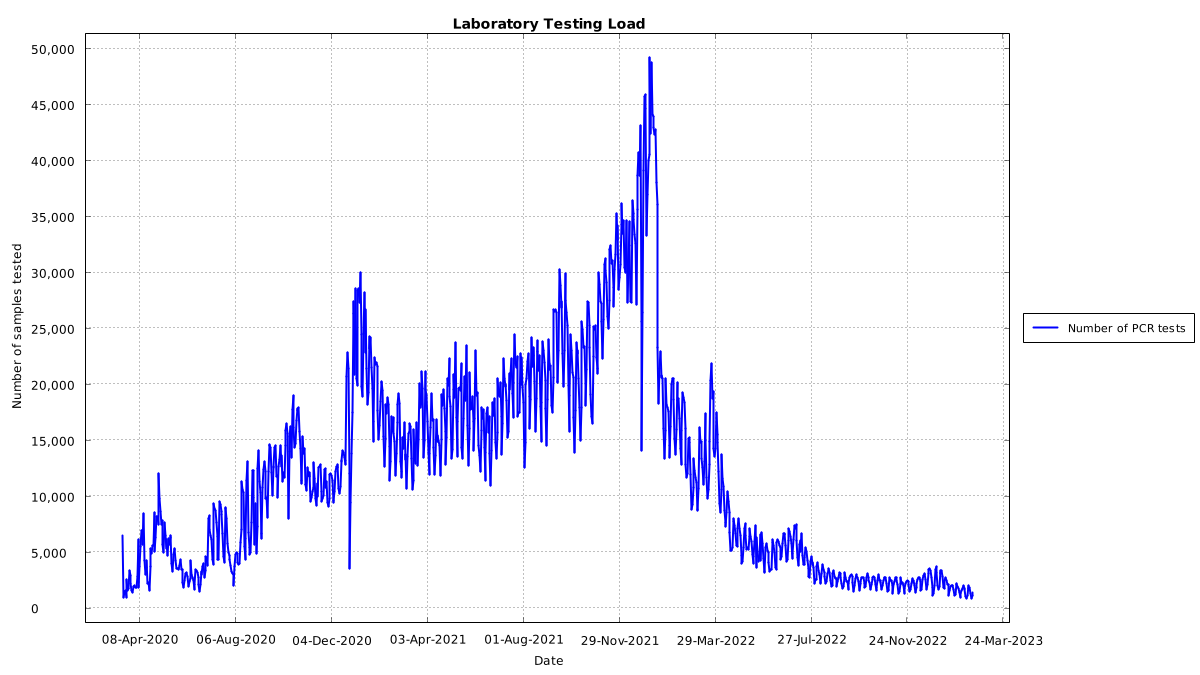 Laboratory Testing Load
50,000
45,000
40,000
35,000
30,000
25,000
20,000
15,000
10,000
5,000
0
Number of samples tested
08-Apr-2020 06-Aug-2020 04-Dec-2020 03-Apr-2021 01-Aug-2021 29-Nov-2021 29-Mar-2022 27-Jul-2022 24-Nov-2022 24-Mar-2023
Date
Number of PCR tests